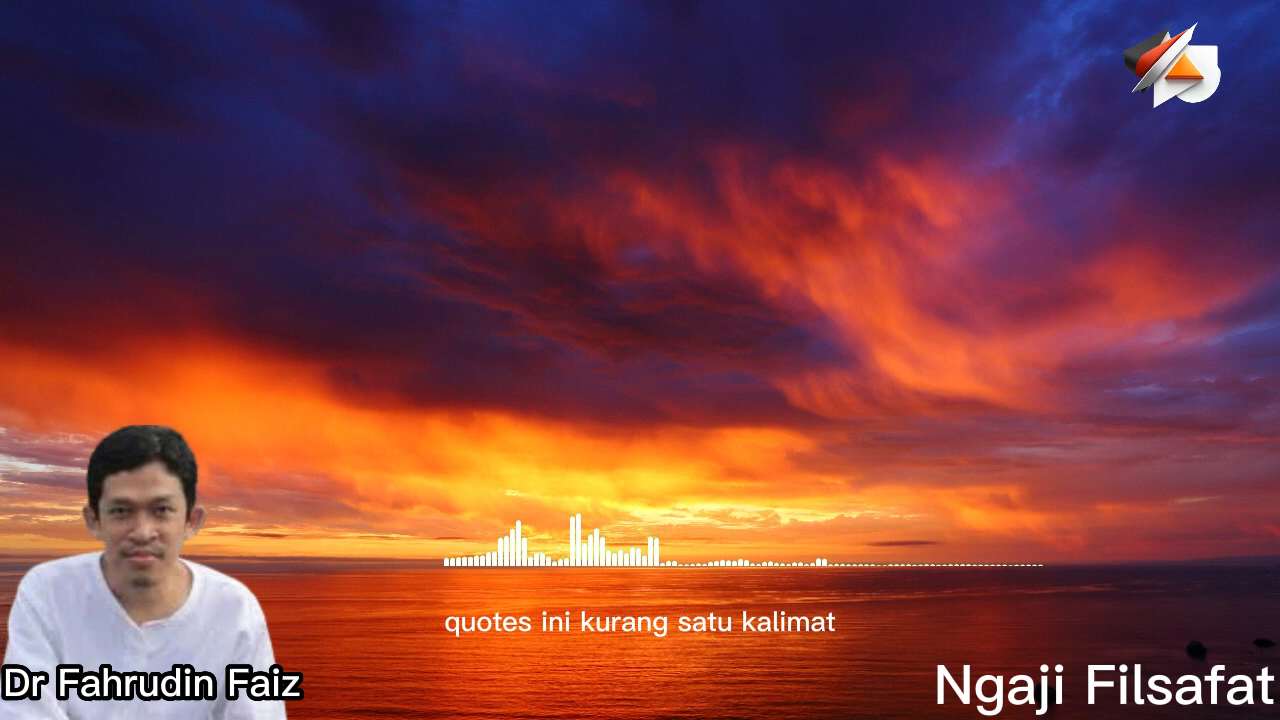 quotes ini kurang satu kalimat
Dr Fahrudin Faiz
Ngaji Filsafat